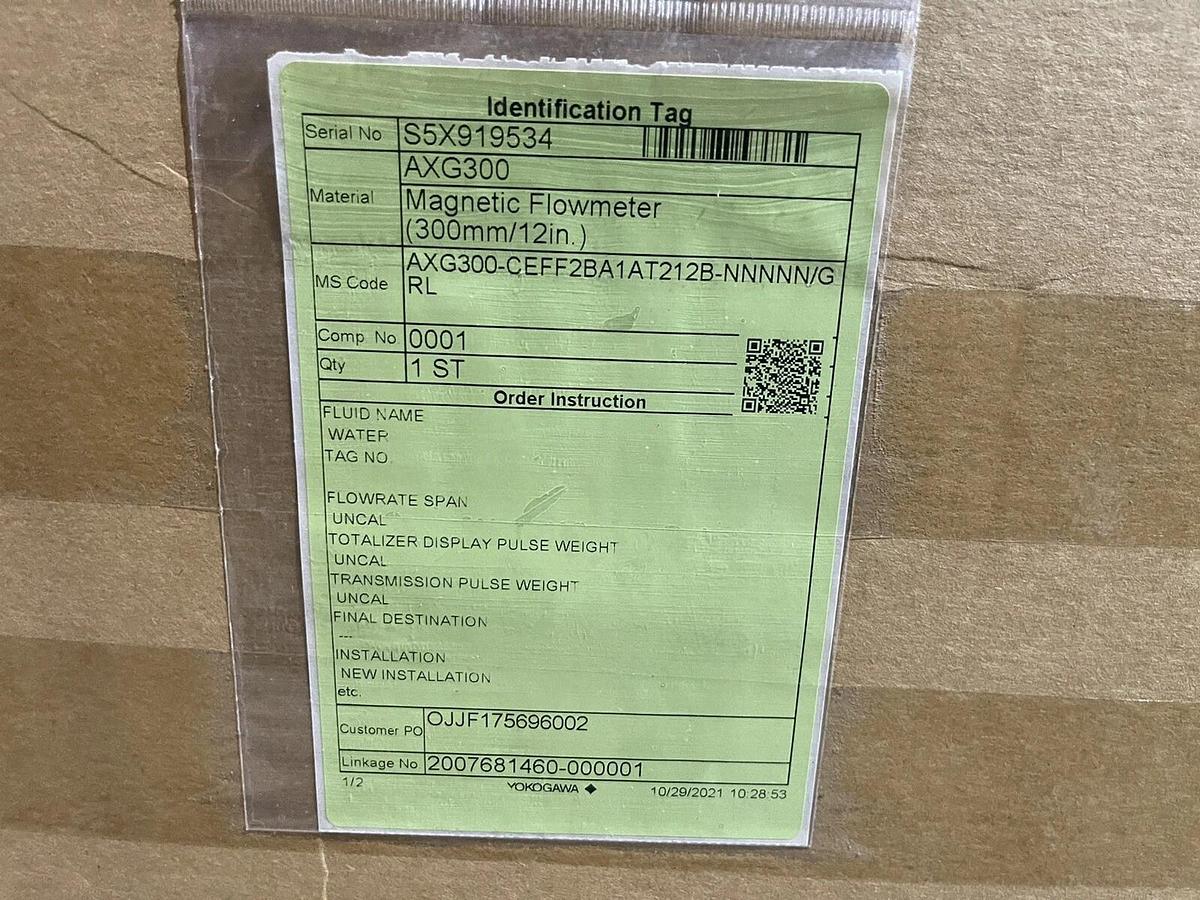 Identification Tag
Serial No S5X919534
Material AXG300
Magnetic Flowmeter
(300mm/12in.)
MS Code AXG300-CEFF2BA1AT212B-NNNNN/G
RL
Comp No 0001
Qty 1 ST
Order Instruction
FLUID NAME
WATER
TAG NO.
FLOWRATE SPAN
UNCAL
TOTALIZER DISPLAY PULSE WEIGHT
UNCAL
TRANSMISSION PULSE WEIGHT
UNCAL
FINAL DESTINATION
---
INSTALLATION
NEW INSTALLATION
etc.
Customer PO OJJF175696002
Linkage No 2007681460-000001
1/2 YOKOGAWA ◆ 10/29/2021 10:28:53